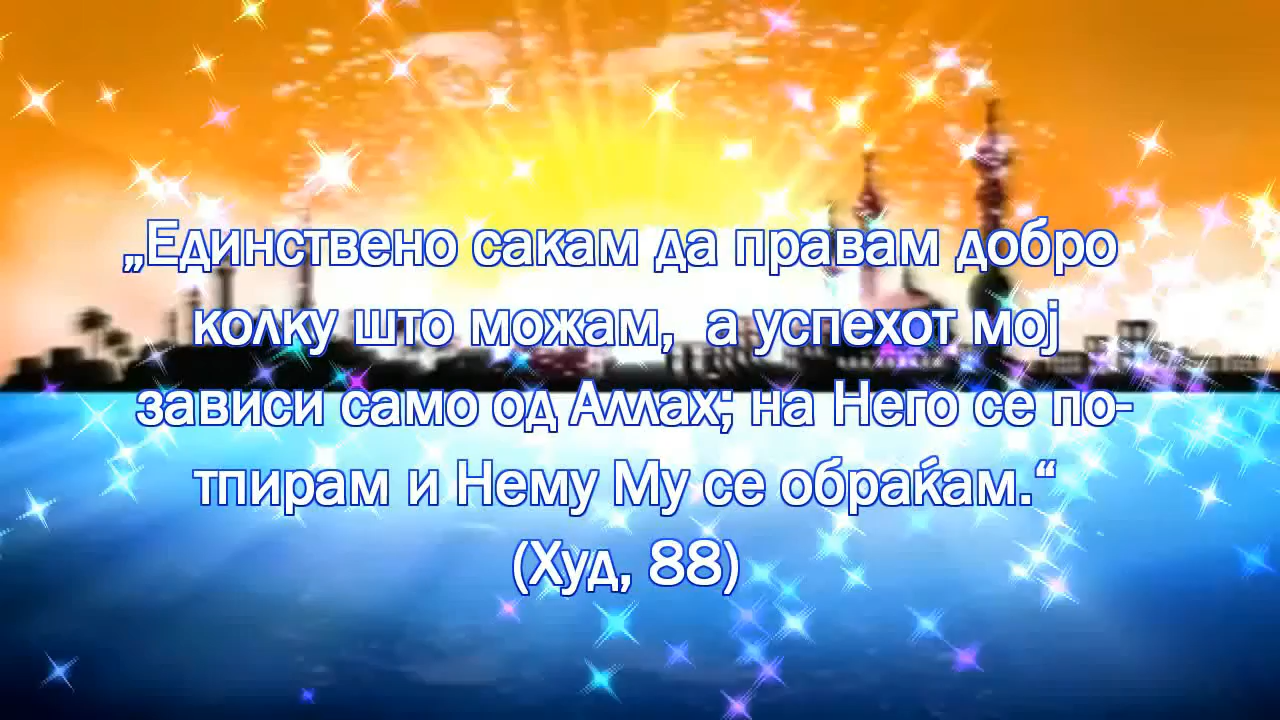 „Единствено сакам да правам добро
колку што можам, а успехот мој
зависи само од Аллах; на Него се по-
тпирам и Нему Му се обраќам.“
(Худ, 88)